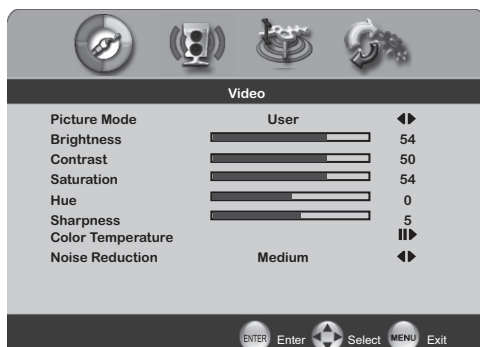 Video
Picture Mode User
Brightness 54
Contrast 50
Saturation 54
Hue 0
Sharpness 5
Color Temperature
Noise Reduction Medium
ENTER Enter Select MENU Exit